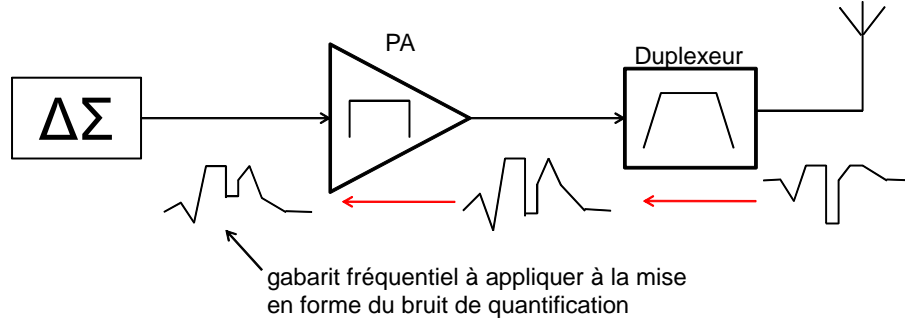 PA
Duplexeur
ΔΣ
gabarit fréquentiel à appliquer à la mise
en forme du bruit de quantification